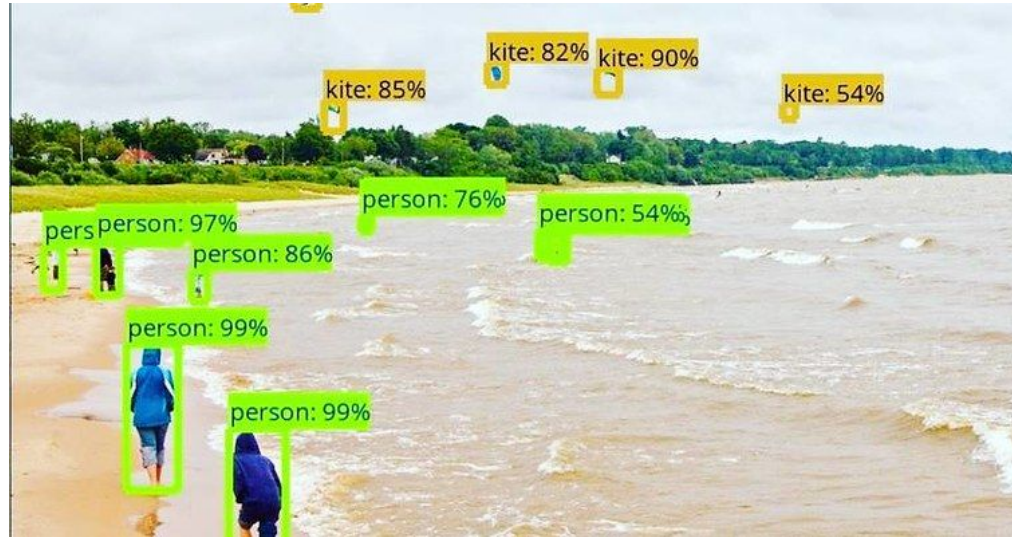 kite: 82%
kite: 90%
kite: 85%
kite: 54%
person: 76%
person: 54%
pers
person: 97%
person: 86%
person: 99%
person: 99%